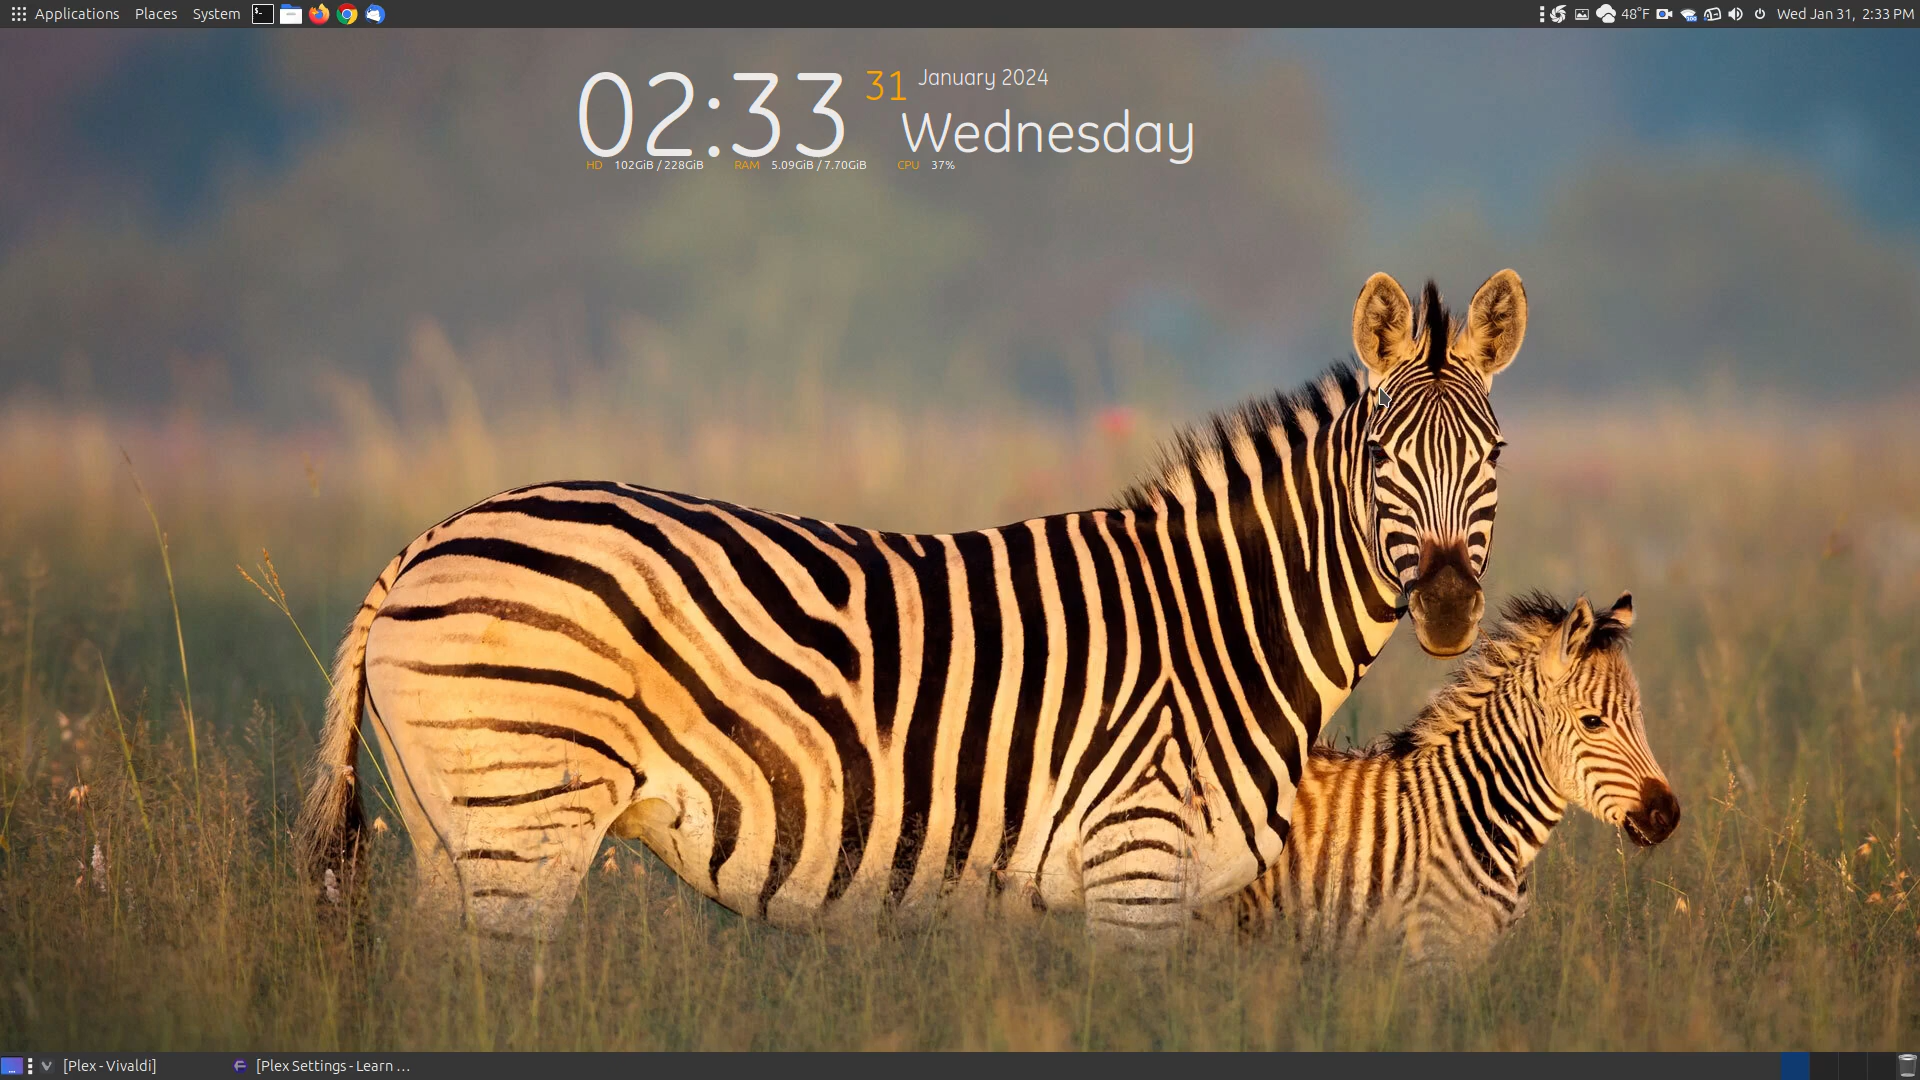 Applications Places System 48°F Wed Jan 31, 2:33 PM
02:33 31 January 2024
Wednesday
HD 102GiB / 228GiB RAM 5.09GiB / 7.70GiB CPU 37%
[Plex - Vivaldi] [Plex Settings - Learn ...